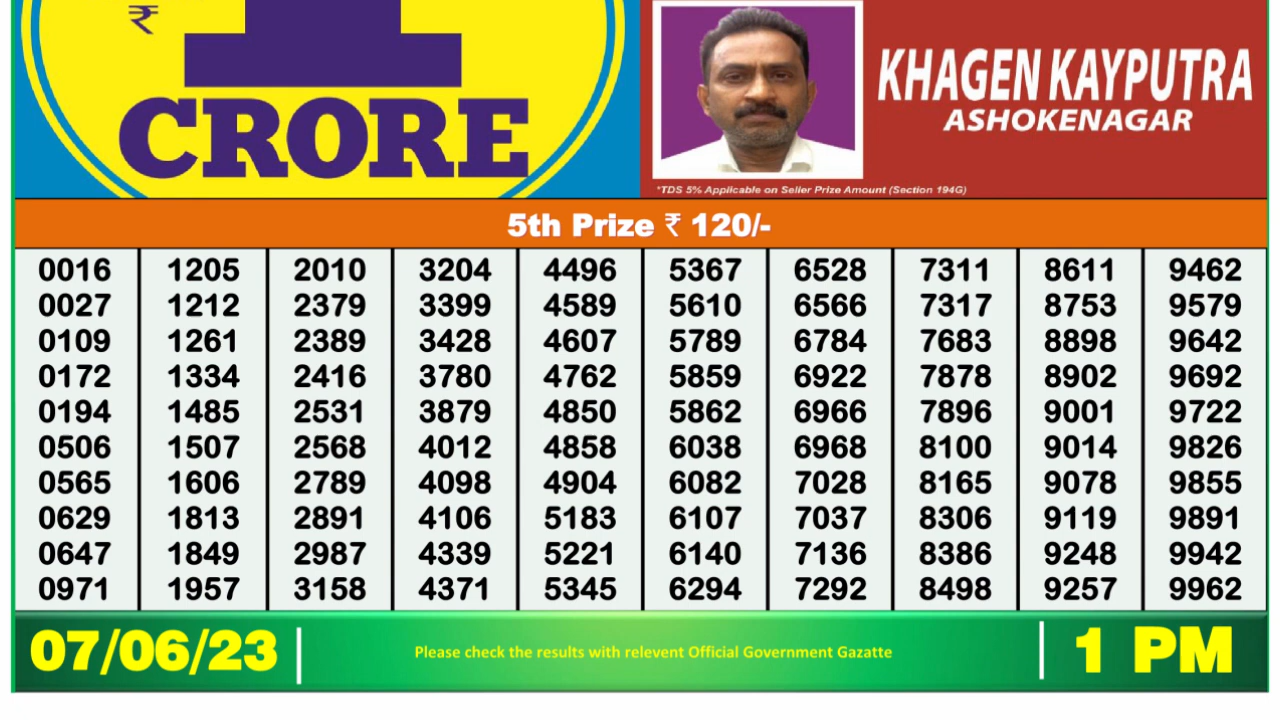 ₹ 1
CRORE
KHAGEN KAYPUTRA
ASHOKENAGAR
*TDS 5% Applicable on Seller Prize Amount (Section 194G)
5th Prize ₹ 120/-
0016 1205 2010 3204 4496 5367 6528 7311 8611 9462
0027 1212 2379 3399 4589 5610 6566 7317 8753 9579
0109 1261 2389 3428 4607 5789 6784 7683 8898 9642
0172 1334 2416 3780 4762 5859 6922 7878 8902 9692
0194 1485 2531 3879 4850 5862 6966 7896 9001 9722
0506 1507 2568 4012 4858 6038 6968 8100 9014 9826
0565 1606 2789 4098 4904 6082 7028 8165 9078 9855
0629 1813 2891 4106 5183 6107 7037 8306 9119 9891
0647 1849 2987 4339 5221 6140 7136 8386 9248 9942
0971 1957 3158 4371 5345 6294 7292 8498 9257 9962
07/06/23 Please check the results with relevent Official Government Gazatte 1 PM